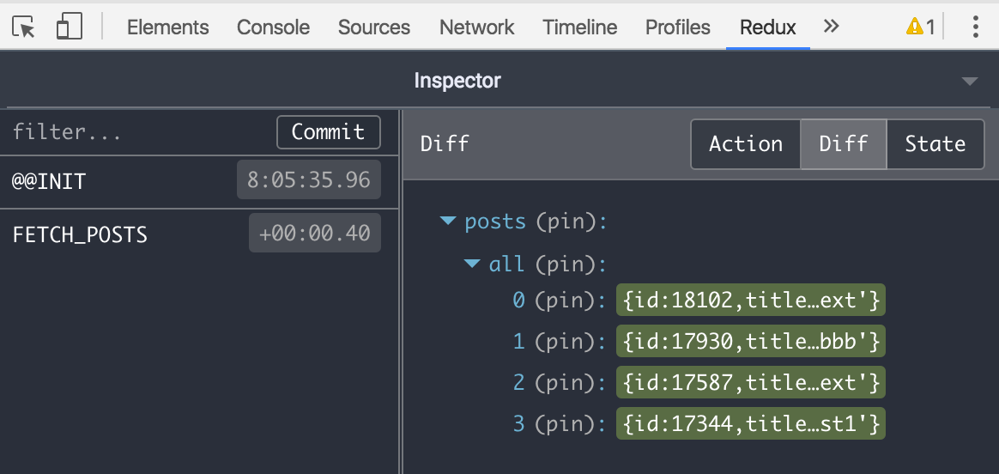 Elements Console Sources Network Timeline Profiles Redux » 1
Inspector
filter... Commit
@@INIT 8:05:35.96
FETCH_POSTS +00:00.40
Diff Action Diff State
posts (pin):
all (pin):
0 (pin): {id:18102,title…ext'}
1 (pin): {id:17930,title…bbb'}
2 (pin): {id:17587,title…ext'}
3 (pin): {id:17344,title…st1'}